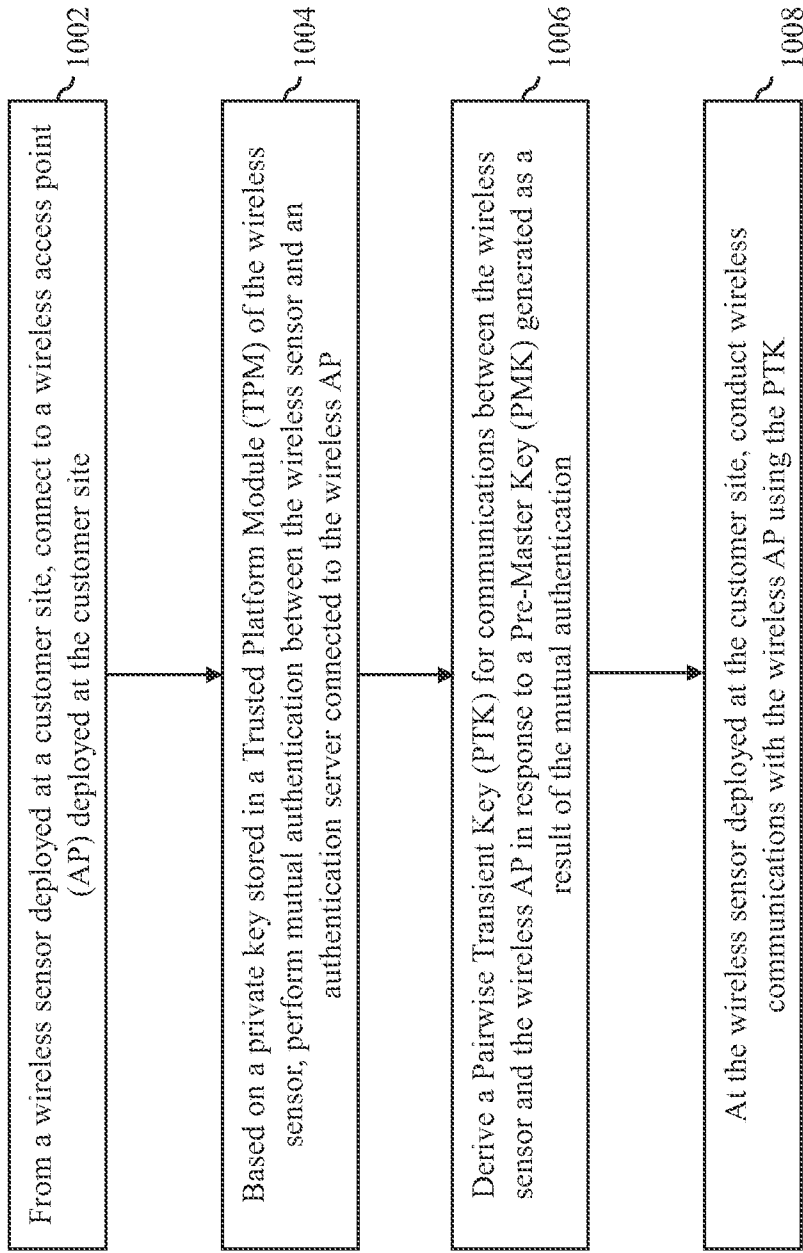 From a wireless sensor deployed at a customer site, connect to a wireless access point
(AP) deployed at the customer site
1002
Based on a private key stored in a Trusted Platform Module (TPM) of the wireless
sensor, perform mutual authentication between the wireless sensor and an
authentication server connected to the wireless AP
1004
Derive a Pairwise Transient Key (PTK) for communications between the wireless
sensor and the wireless AP in response to a Pre-Master Key (PMK) generated as a
result of the mutual authentication
1006
At the wireless sensor deployed at the customer site, conduct wireless
communications with the wireless AP using the PTK
1008